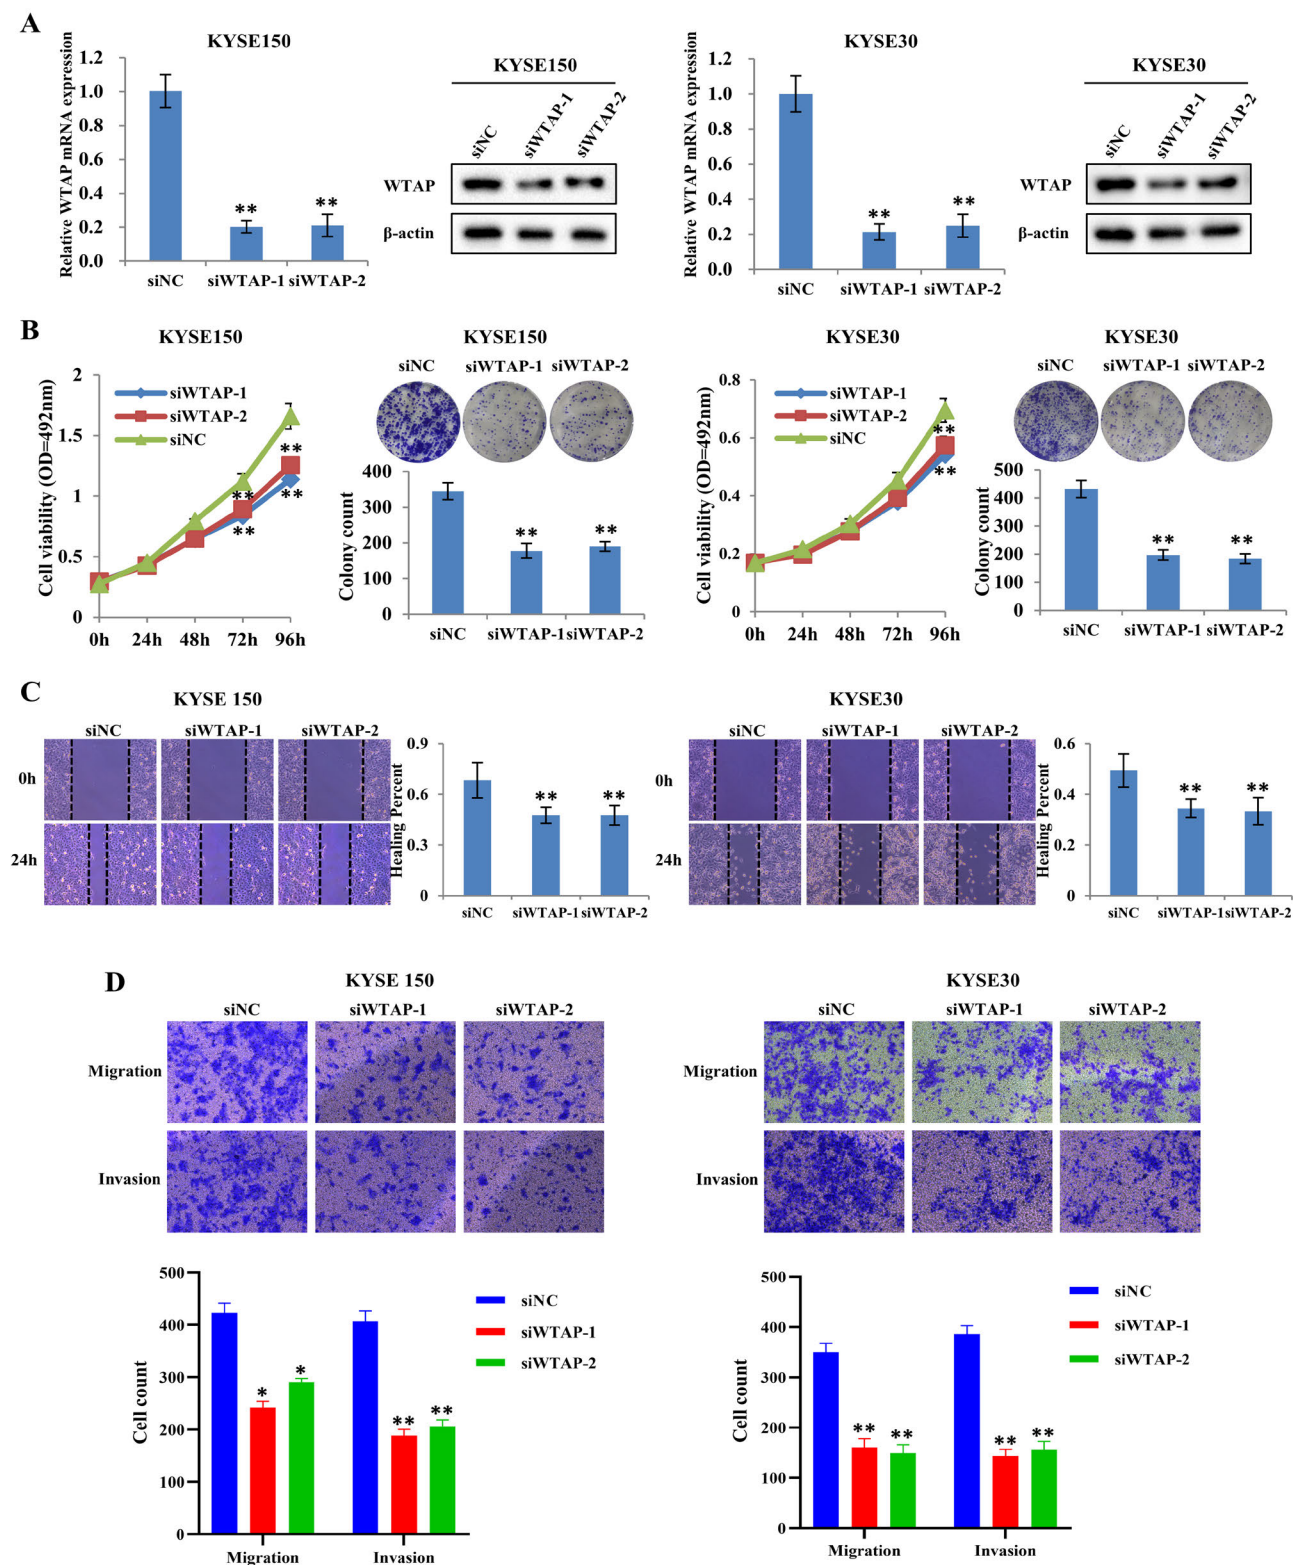 A
KYSE150
Relative WTAP mRNA expression
1.2
1.0
0.8
0.6
0.4
0.2
0.0
** **
siNC siWTAP-1 siWTAP-2
KYSE150
siNC siWTAP-1 siWTAP-2
WTAP
β-actin
KYSE30
Relative WTAP mRNA expression
1.2
1.0
0.8
0.6
0.4
0.2
0.0
** **
siNC siWTAP-1 siWTAP-2
KYSE30
siNC siWTAP-1 siWTAP-2
WTAP
β-actin
B
KYSE150
Cell viability (OD=492nm)
2
1.5
1
0.5
0
siWTAP-1
siWTAP-2
siNC
** **
** **
0h 24h 48h 72h 96h
KYSE150
siNC siWTAP-1 siWTAP-2
Colony count
400
300
200
100
0
** **
siNC siWTAP-1 siWTAP-2
KYSE30
Cell viability (OD=492nm)
0.8
0.6
0.4
0.2
0
siWTAP-1
siWTAP-2
siNC
**
**
0h 24h 48h 72h 96h
KYSE30
siNC siWTAP-1 siWTAP-2
Colony count
500
400
300
200
100
0
** **
siNC siWTAP-1 siWTAP-2
C
KYSE 150
siNC siWTAP-1 siWTAP-2
0h
24h
Healing Percent
0.9
0.6
0.3
0
** **
siNC siWTAP-1 siWTAP-2
KYSE30
siNC siWTAP-1 siWTAP-2
0h
24h
Healing Percent
0.6
0.4
0.2
0
** **
siNC siWTAP-1 siWTAP-2
D
KYSE 150
siNC siWTAP-1 siWTAP-2
Migration
Invasion
Cell count
500
400
300
200
100
0
* * ** **
Migration Invasion
siNC
siWTAP-1
siWTAP-2
KYSE30
siNC siWTAP-1 siWTAP-2
Migration
Invasion
Cell count
500
400
300
200
100
0
** ** ** **
Migration Invasion
siNC
siWTAP-1
siWTAP-2